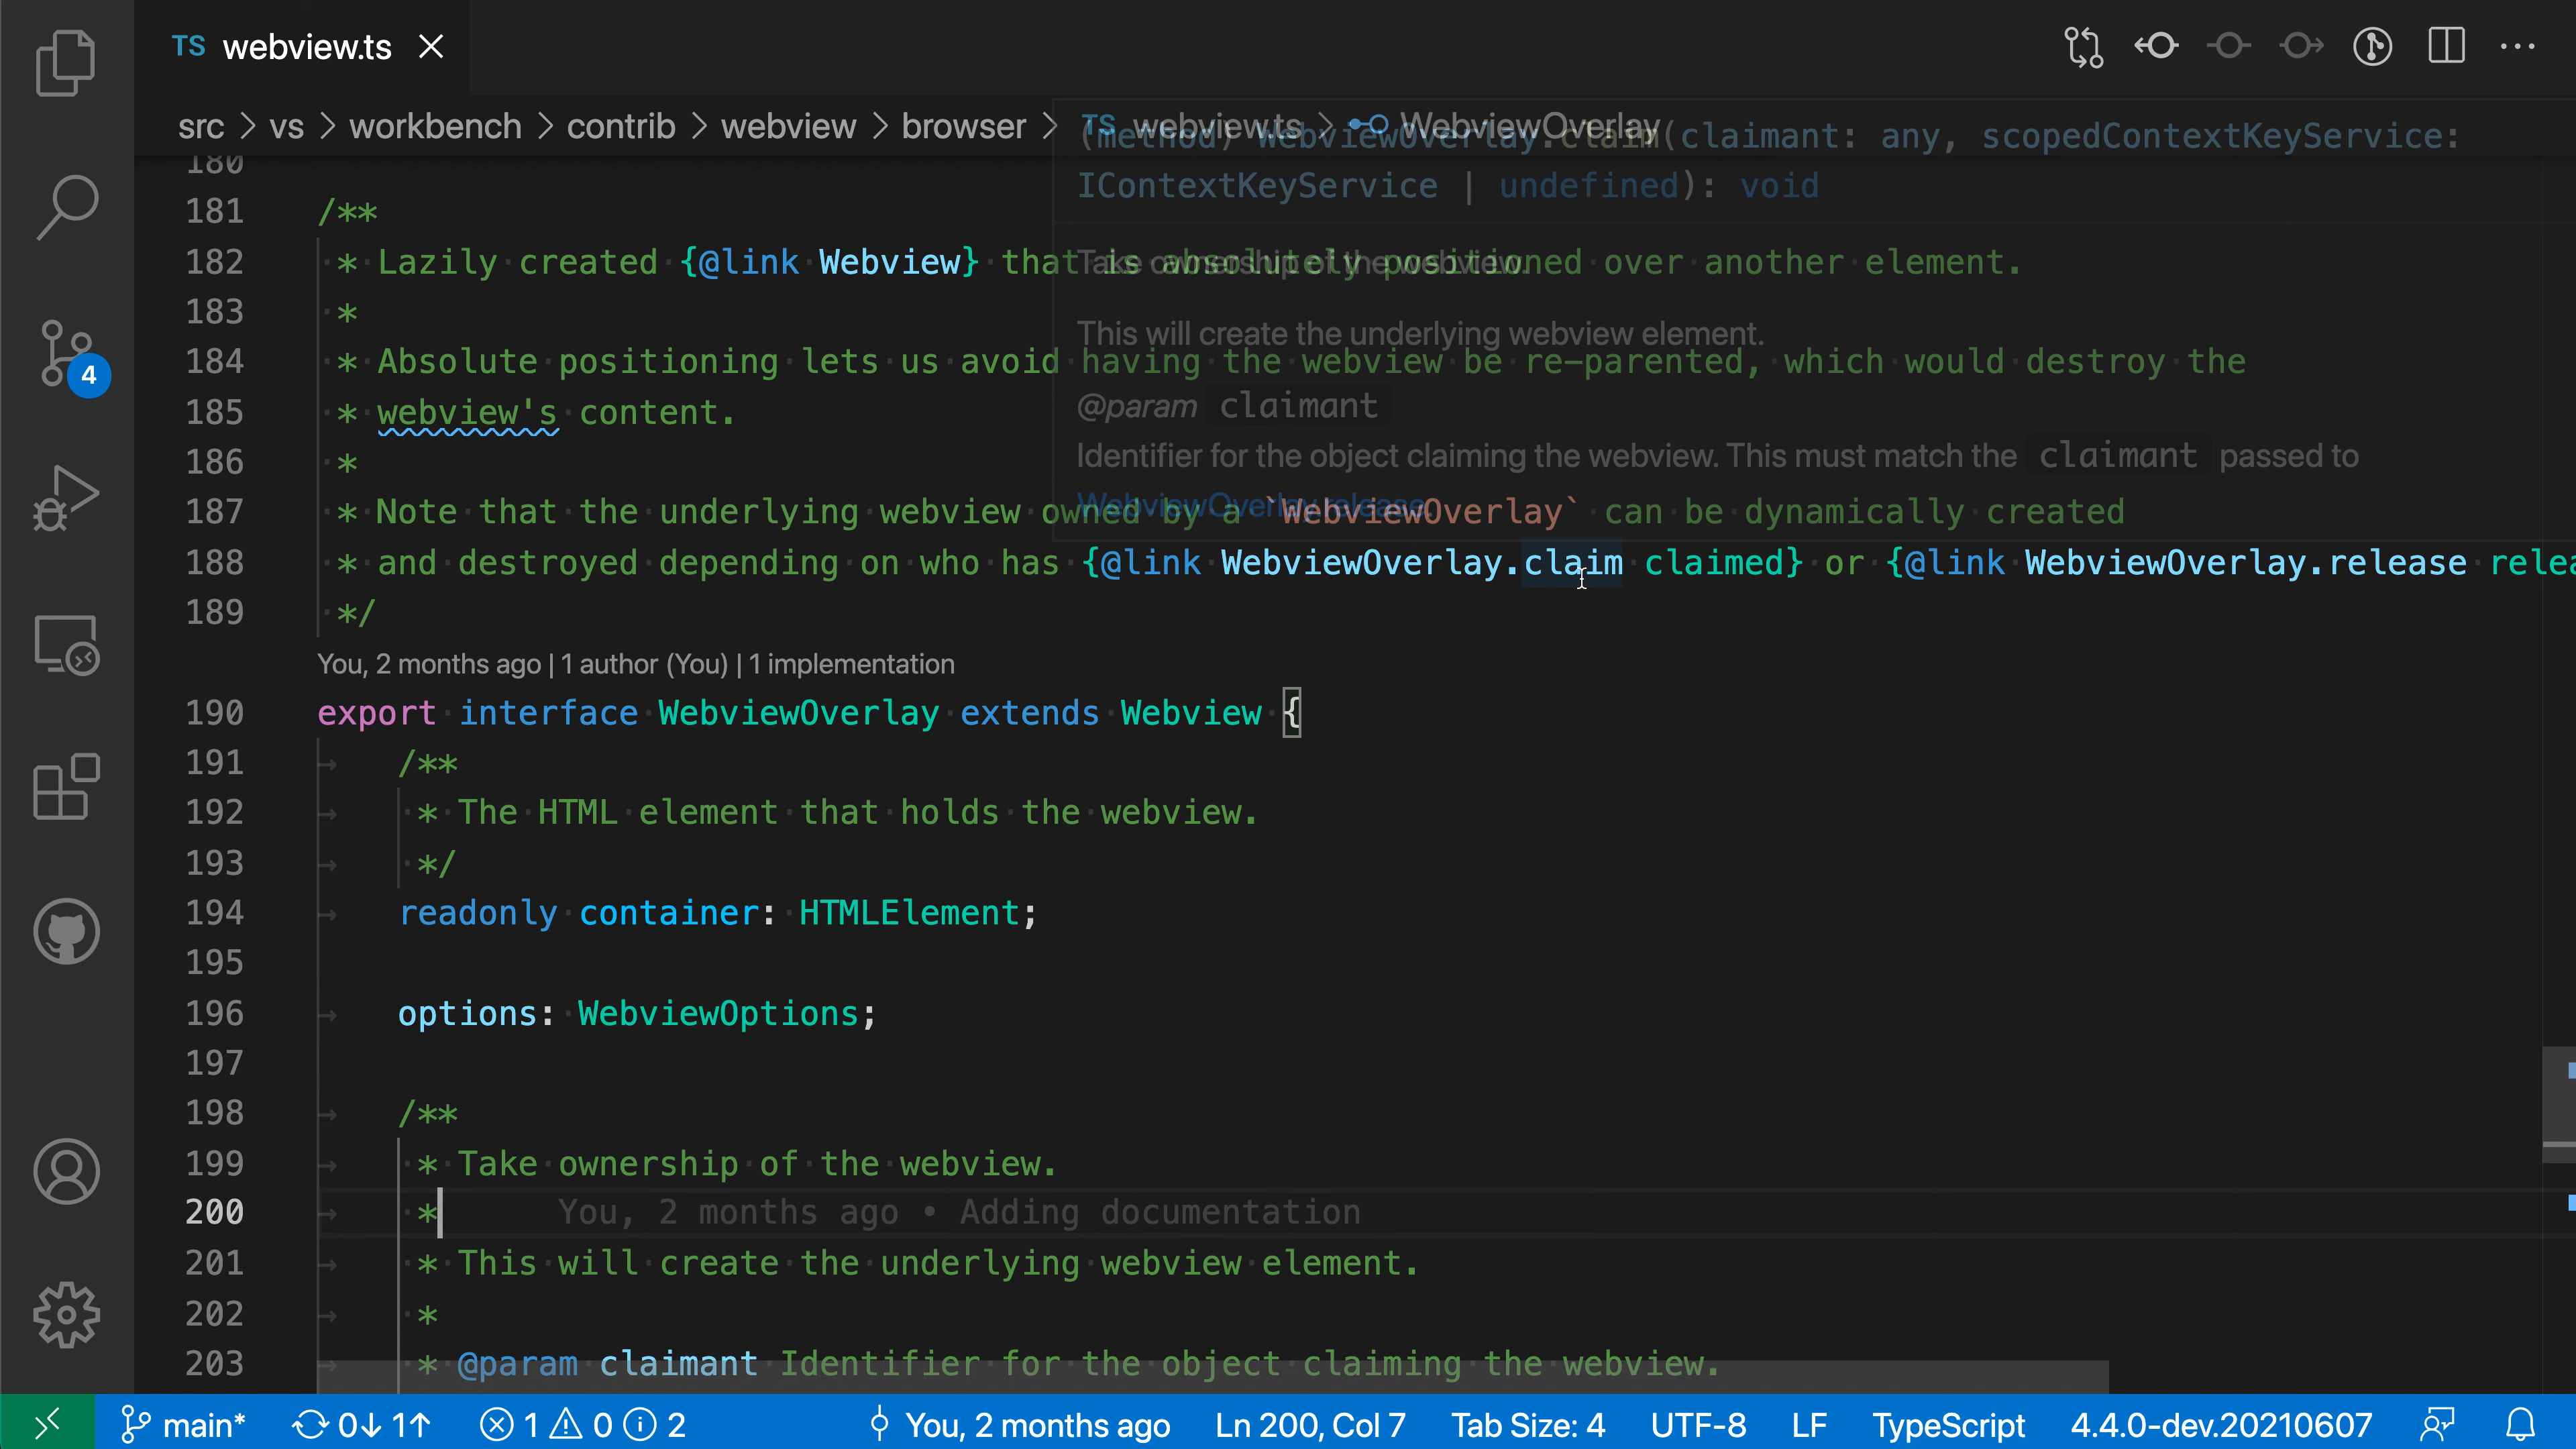 TS webview.ts
src > vs > workbench > contrib > webview > browser > TS webview.ts > WebviewOverlay
(method) WebviewOverlay.claim(claimant: any, scopedContextKeyService:
IContextKeyService | undefined): void
Take ownership of the webview.
This will create the underlying webview element.
@param claimant
Identifier for the object claiming the webview. This must match the claimant passed to
WebviewOverlay.release
180
181 /**
182 * Lazily created {@link Webview} that is absolutely positioned over another element.
183 *
184 * Absolute positioning lets us avoid having the webview be re-parented, which would destroy the
185 * webview's content.
186 *
187 * Note that the underlying webview owned by a `WebviewOverlay` can be dynamically created
188 * and destroyed depending on who has {@link WebviewOverlay.claim claimed} or {@link WebviewOverlay.release relea
189 */
You, 2 months ago | 1 author (You) | 1 implementation
190 export interface WebviewOverlay extends Webview {
191 /**
192 * The HTML element that holds the webview.
193 */
194 readonly container: HTMLElement;
195
196 options: WebviewOptions;
197
198 /**
199 * Take ownership of the webview.
200 * You, 2 months ago • Adding documentation
201 * This will create the underlying webview element.
202 *
203 * @param claimant Identifier for the object claiming the webview.
4
main* 0↓ 1↑ 1 0 2 You, 2 months ago Ln 200, Col 7 Tab Size: 4 UTF-8 LF TypeScript 4.4.0-dev.20210607